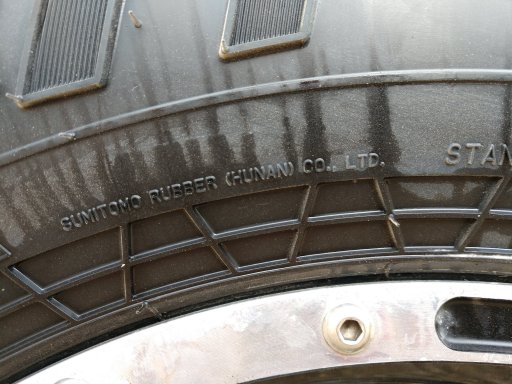 SUMITOMO RUBBER (HUNAN) CO., LTD.
STAN